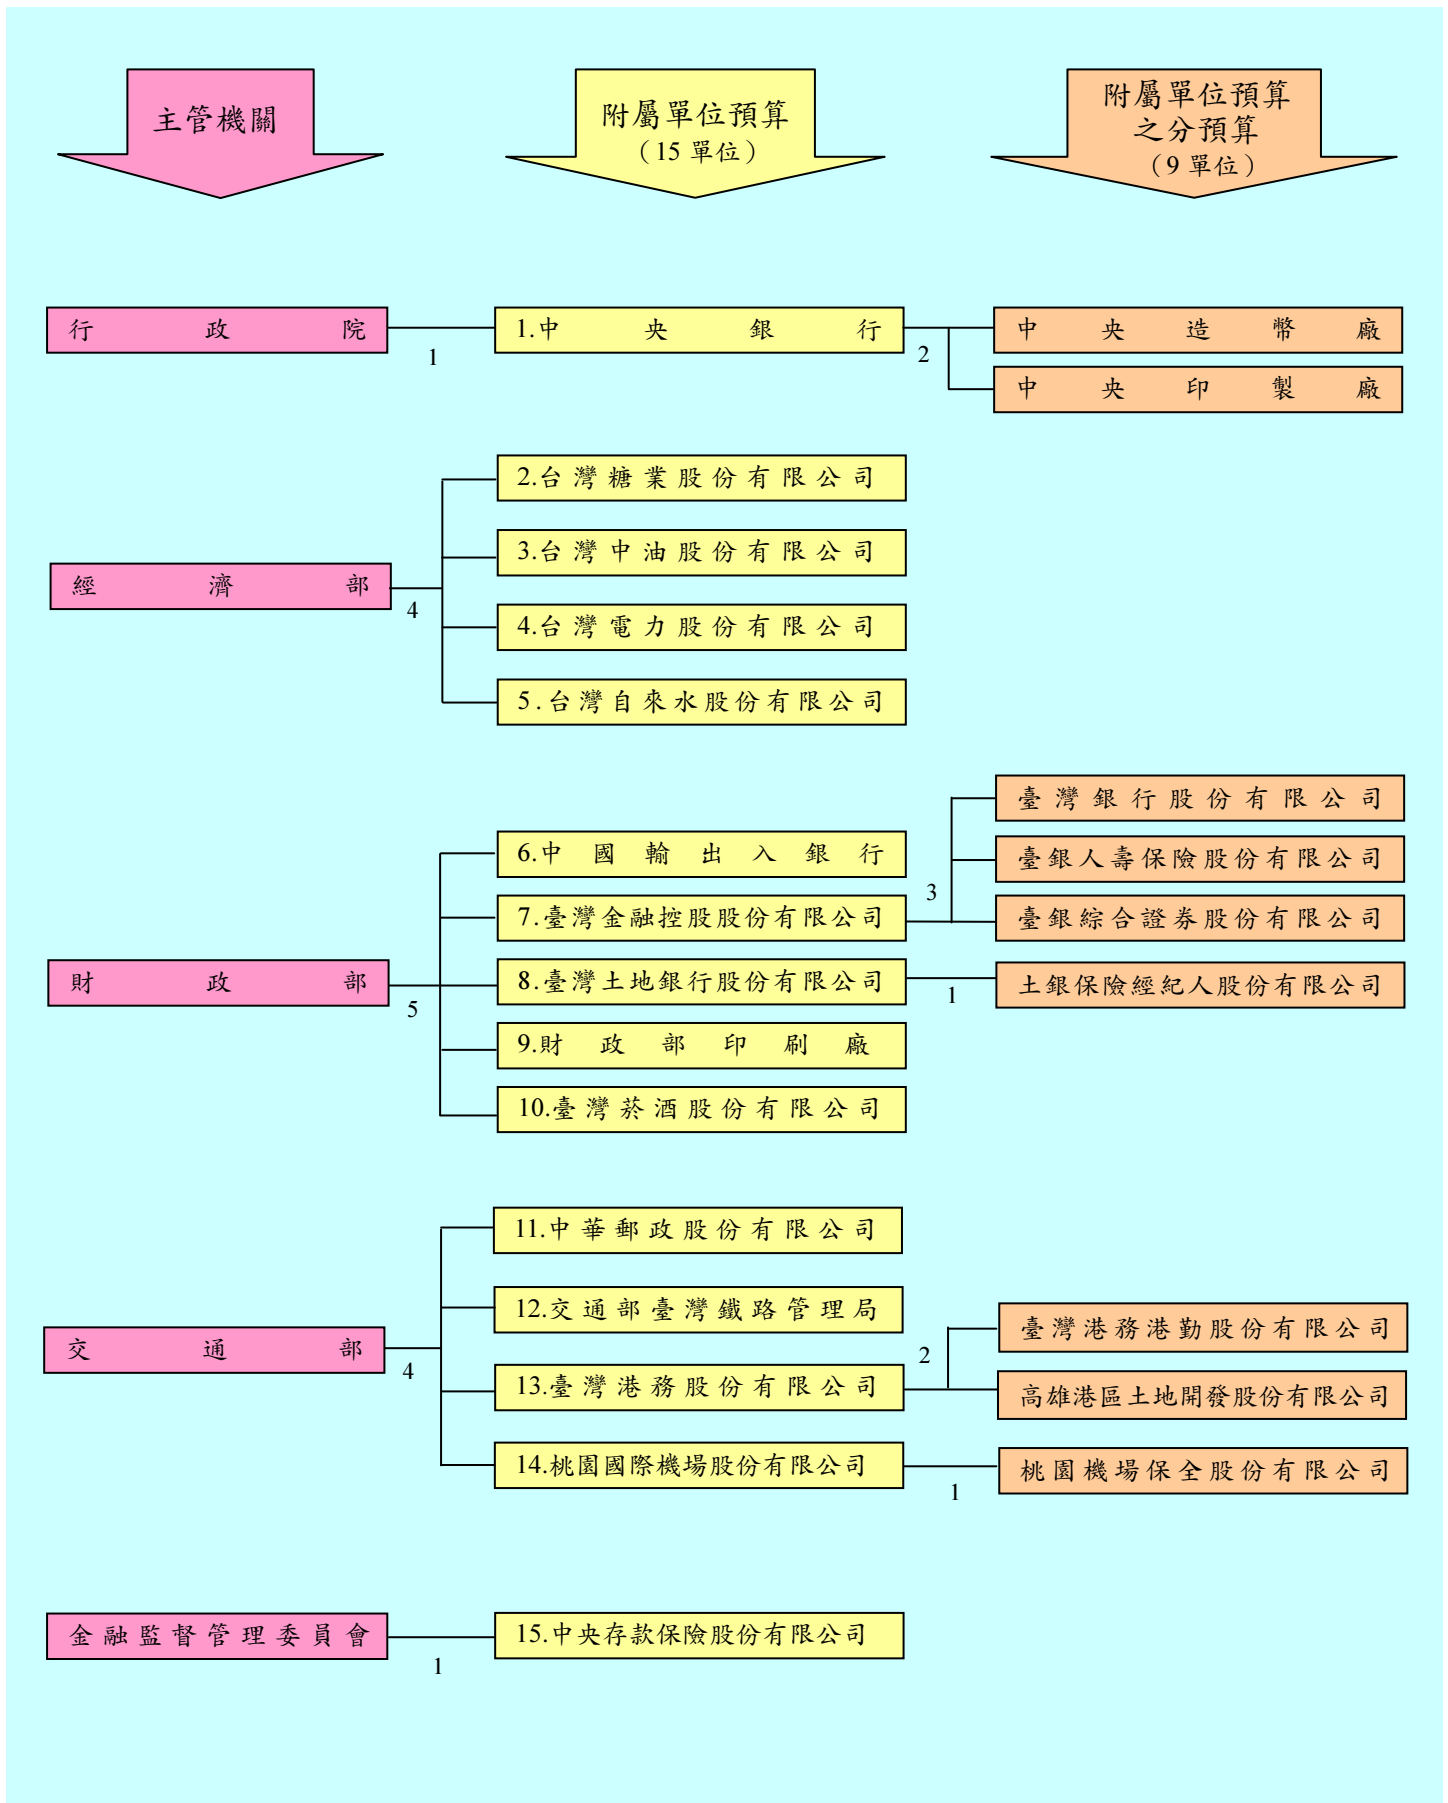 主管機關
附屬單位預算
（15 單位）
附屬單位預算
之分預算
（9 單位）
行政院
1
1.中央銀行
2
中央造幣廠
中央印製廠
經濟部
4
2.台灣糖業股份有限公司
3.台灣中油股份有限公司
4.台灣電力股份有限公司
5.台灣自來水股份有限公司
財政部
5
6.中國輸出入銀行
7.臺灣金融控股股份有限公司
3
臺灣銀行股份有限公司
臺銀人壽保險股份有限公司
臺銀綜合證券股份有限公司
8.臺灣土地銀行股份有限公司
1
土銀保險經紀人股份有限公司
9.財政部印刷廠
10.臺灣菸酒股份有限公司
交通部
4
11.中華郵政股份有限公司
12.交通部臺灣鐵路管理局
13.臺灣港務股份有限公司
2
臺灣港務港勤股份有限公司
高雄港區土地開發股份有限公司
14.桃園國際機場股份有限公司
1
桃園機場保全股份有限公司
金融監督管理委員會
1
15.中央存款保險股份有限公司